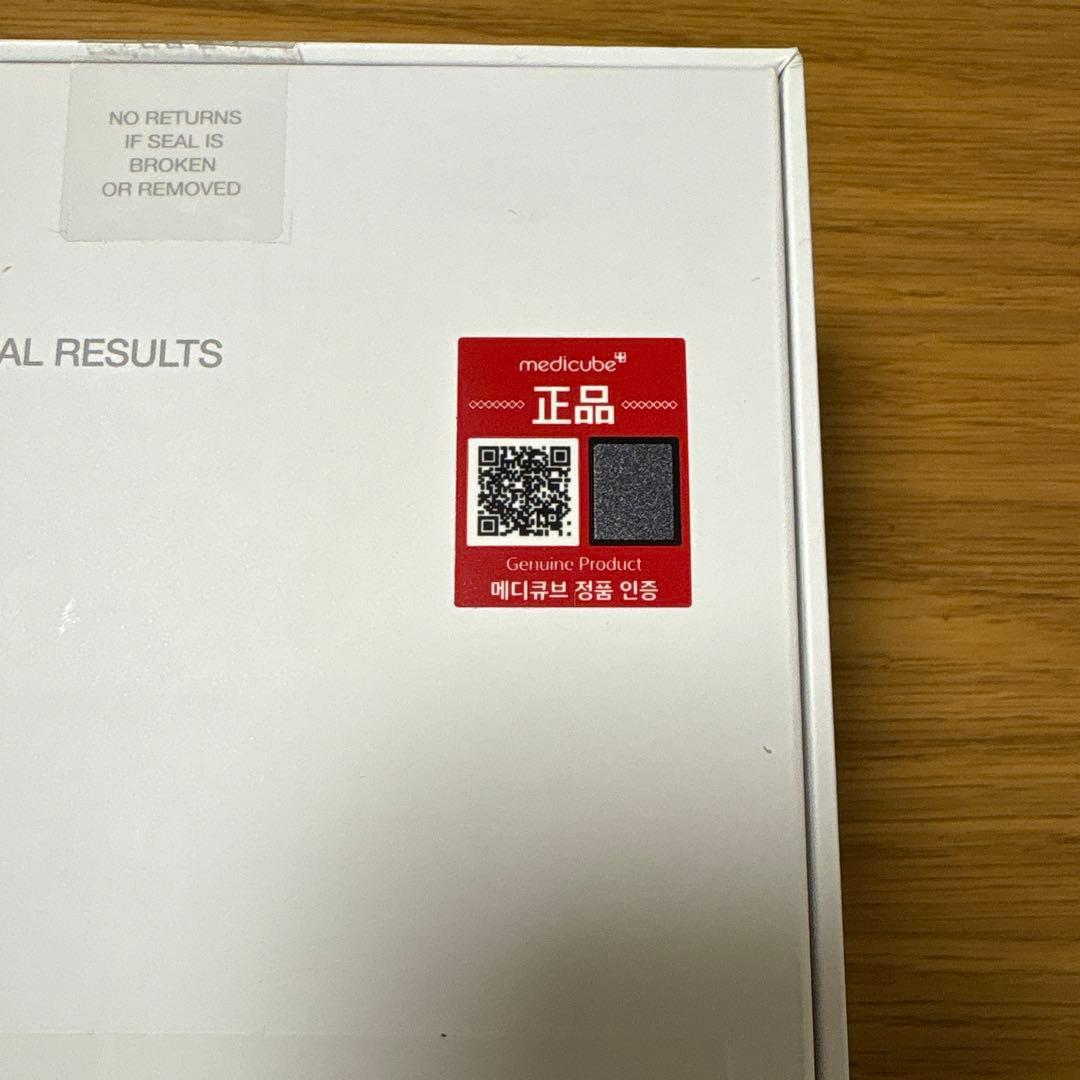 NO RETURNS
IF SEAL IS
BROKEN
OR REMOVED
AL RESULTS
medicube
正品
Genuine Product
메디큐브 정품 인증